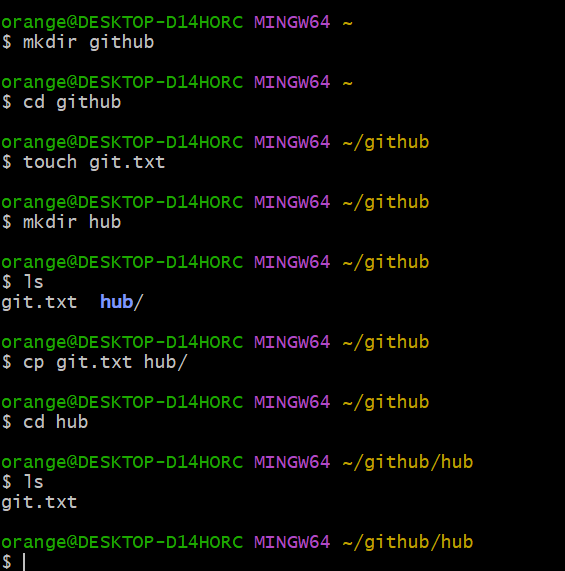 orange@DESKTOP-D14HORC MINGW64 ~
$ mkdir github
orange@DESKTOP-D14HORC MINGW64 ~
$ cd github
orange@DESKTOP-D14HORC MINGW64 ~/github
$ touch git.txt
orange@DESKTOP-D14HORC MINGW64 ~/github
$ mkdir hub
orange@DESKTOP-D14HORC MINGW64 ~/github
$ ls
git.txt  hub/
orange@DESKTOP-D14HORC MINGW64 ~/github
$ cp git.txt hub/
orange@DESKTOP-D14HORC MINGW64 ~/github
$ cd hub
orange@DESKTOP-D14HORC MINGW64 ~/github/hub
$ ls
git.txt
orange@DESKTOP-D14HORC MINGW64 ~/github/hub
$